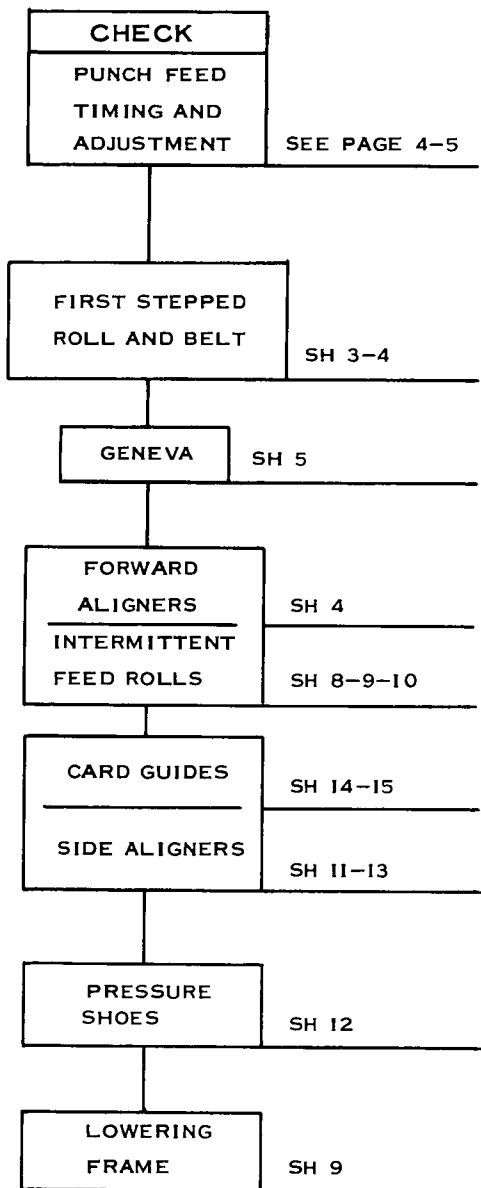 CHECK
PUNCH FEED
TIMING AND
ADJUSTMENT
SEE PAGE 4-5
FIRST STEPPED
ROLL AND BELT
SH 3-4
GENEVA
SH 5
FORWARD
ALIGNERS
SH 4
INTERMITTENT
FEED ROLLS
SH 8-9-10
CARD GUIDES
SH 14-15
SIDE ALIGNERS
SH 11-13
PRESSURE
SHOES
SH 12
LOWERING
FRAME
SH 9